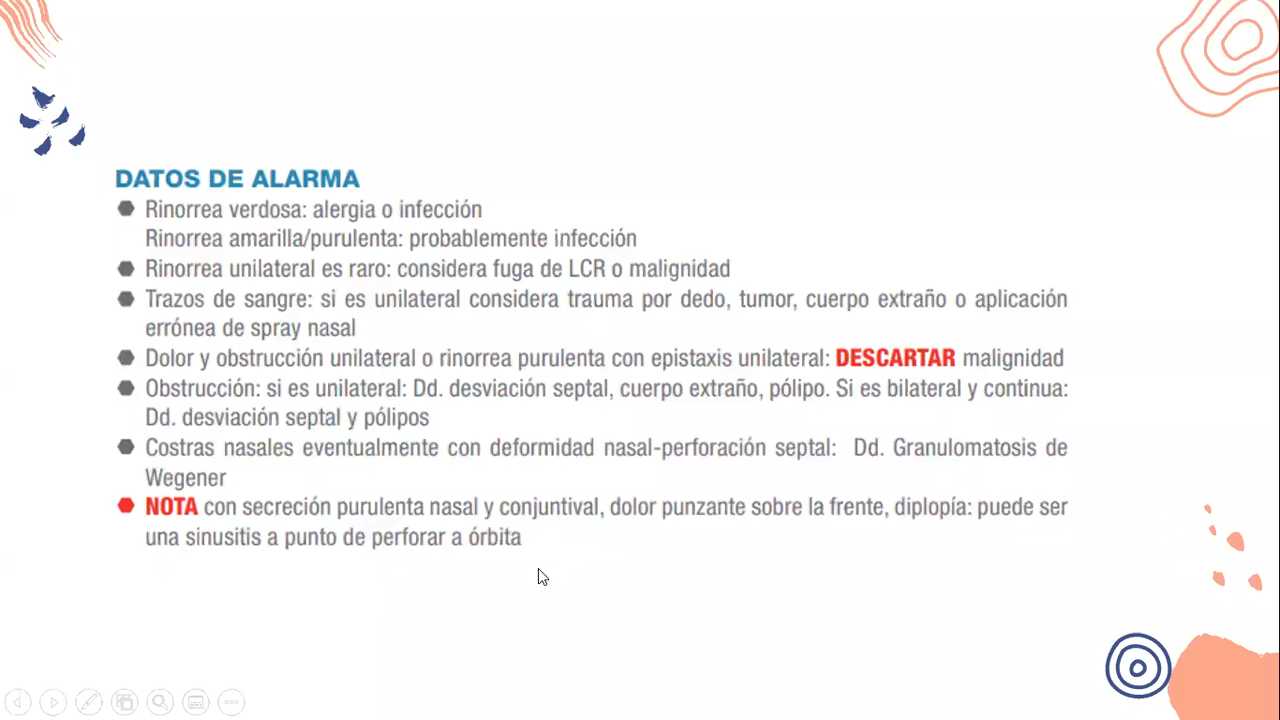 DATOS DE ALARMA
Rinorrea verdosa: alergia o infección
Rinorrea amarilla/purulenta: probablemente infección
Rinorrea unilateral es raro: considera fuga de LCR o malignidad
Trazos de sangre: si es unilateral considera trauma por dedo, tumor, cuerpo extraño o aplicación
errónea de spray nasal
Dolor y obstrucción unilateral o rinorrea purulenta con epistaxis unilateral: DESCARTAR malignidad
Obstrucción: si es unilateral: Dd. desviación septal, cuerpo extraño, pólipo. Si es bilateral y continua:
Dd. desviación septal y pólipos
Costras nasales eventualmente con deformidad nasal-perforación septal: Dd. Granulomatosis de
Wegener
NOTA con secreción purulenta nasal y conjuntival, dolor punzante sobre la frente, diplopía: puede ser
una sinusitis a punto de perforar a órbita